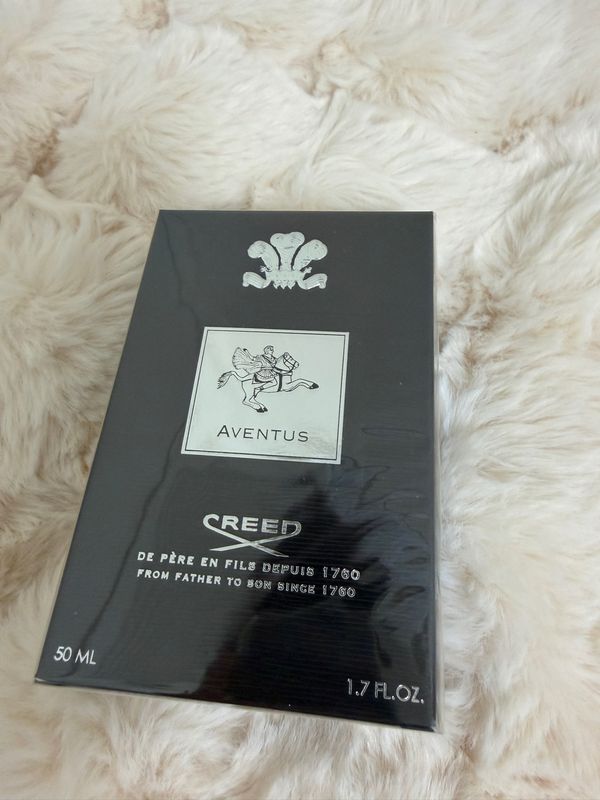 AVENTUS
CREED
DE PÈRE EN FILS DEPUIS 1760
FROM FATHER TO SON SINCE 1760
50 ML
1.7 FL.OZ.